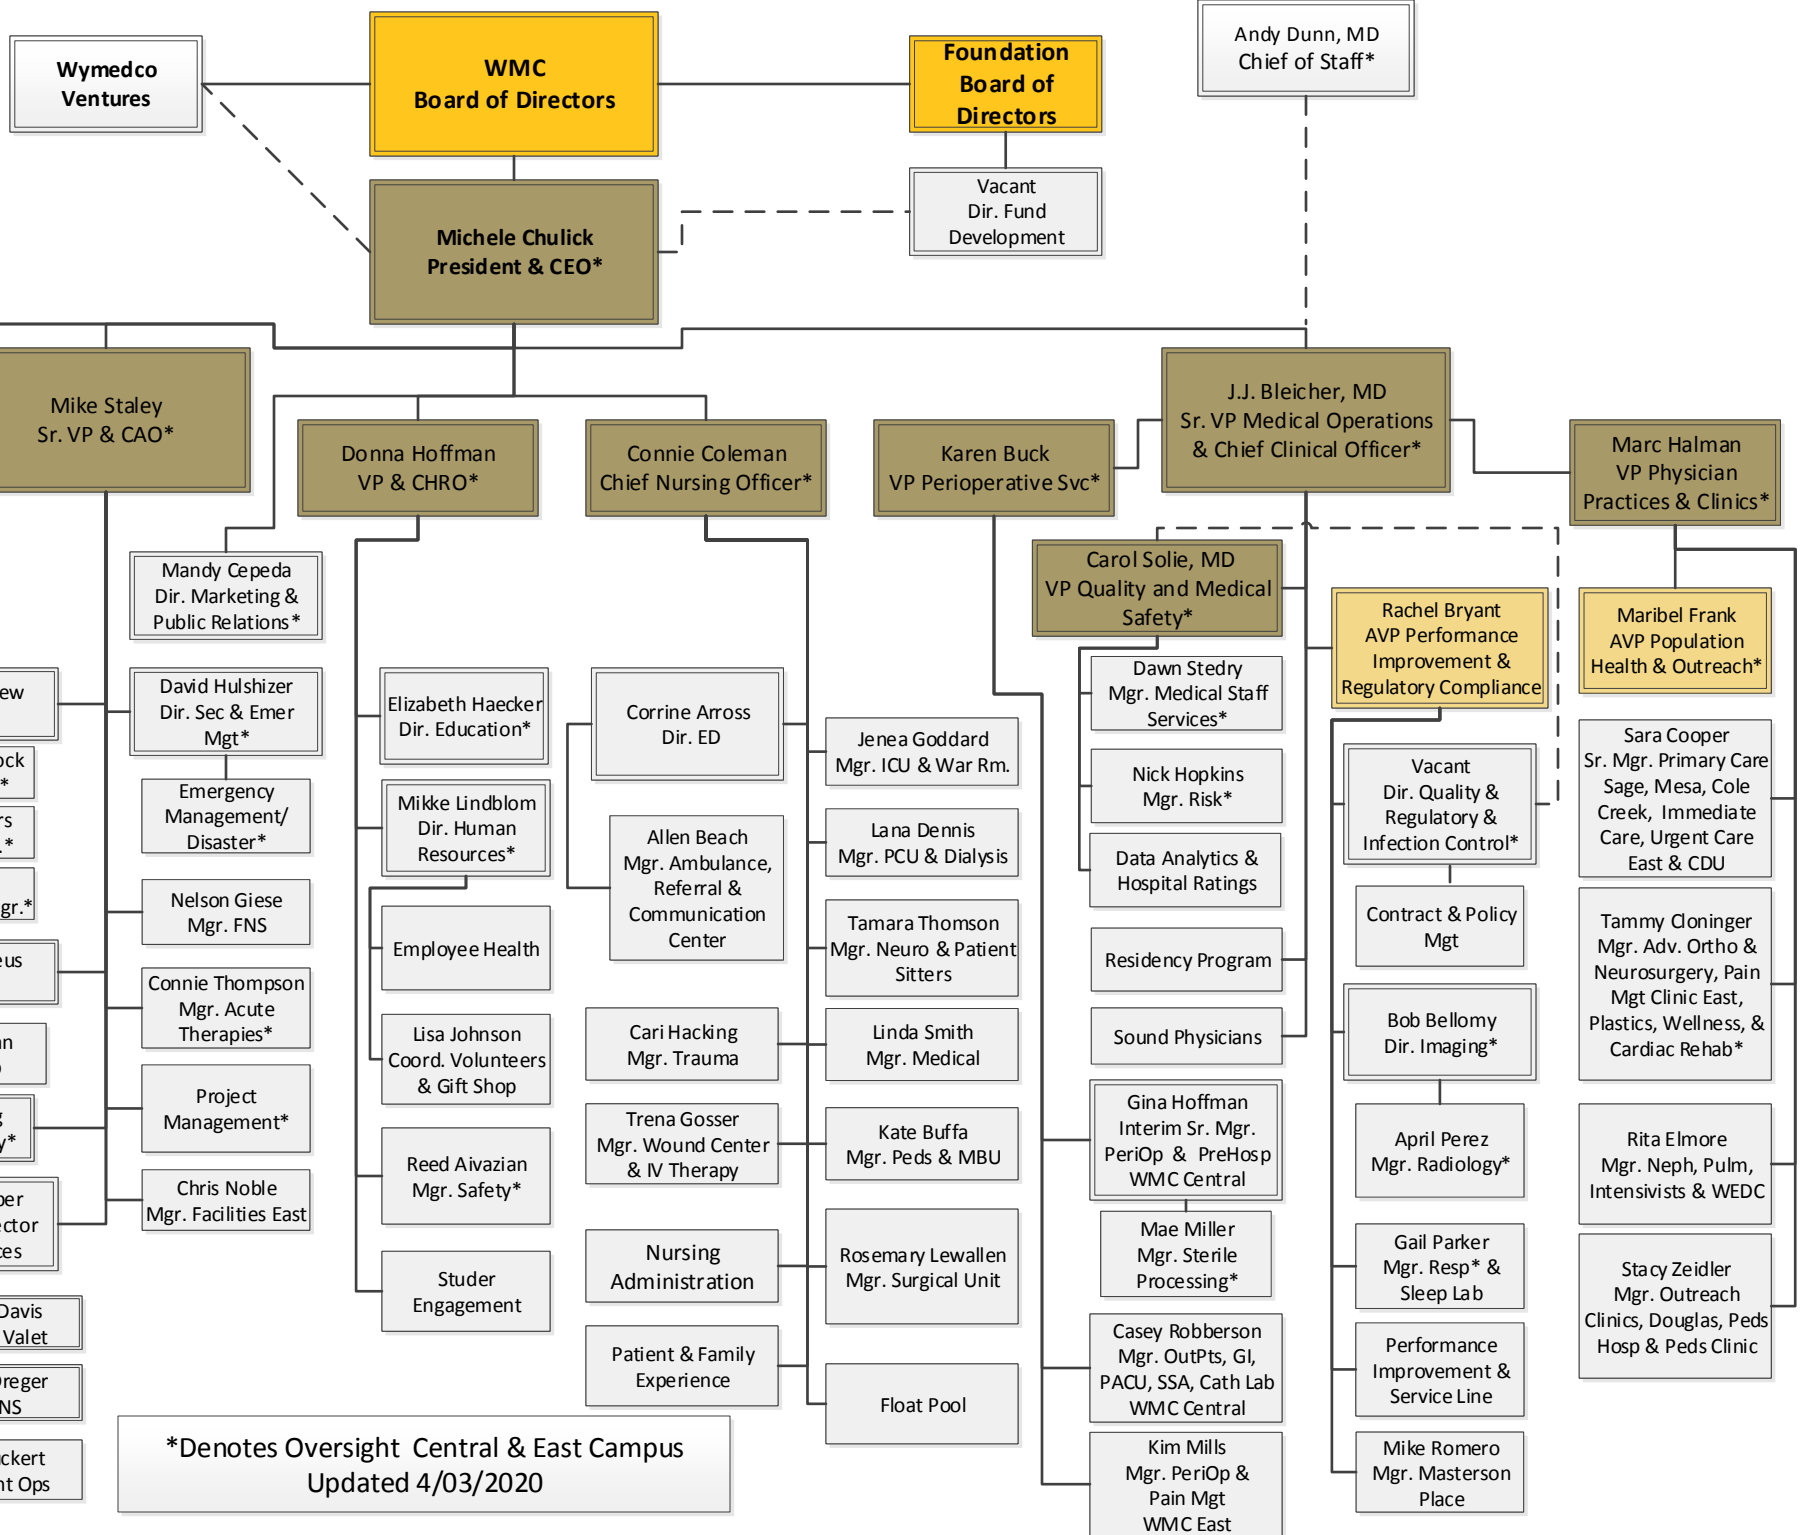 Wymedco
Ventures
WMC
Board of Directors
Foundation
Board of
Directors
Andy Dunn, MD
Chief of Staff*
Vacant
Dir. Fund
Development
Michele Chulick
President & CEO*
Mike Staley
Sr. VP & CAO*
Donna Hoffman
VP & CHRO*
Connie Coleman
Chief Nursing Officer*
Karen Buck
VP Perioperative Svc*
J.J. Bleicher, MD
Sr. VP Medical Operations
& Chief Clinical Officer*
Marc Halman
VP Physician
Practices & Clinics*
Mandy Cepeda
Dir. Marketing &
Public Relations*
David Hulshizer
Dir. Sec & Emer
Mgt*
Emergency
Management/
Disaster*
Nelson Giese
Mgr. FNS
Connie Thompson
Mgr. Acute
Therapies*
Project
Management*
Chris Noble
Mgr. Facilities East
ew
ock
*
rs
.*
gr.*
eus
an
g
y*
per
ector
ces
Davis
Valet
Dreger
NS
ckert
nt Ops
Elizabeth Haecker
Dir. Education*
Mikke Lindblom
Dir. Human
Resources*
Employee Health
Lisa Johnson
Coord. Volunteers
& Gift Shop
Reed Aivazian
Mgr. Safety*
Studer
Engagement
Corrine Arross
Dir. ED
Allen Beach
Mgr. Ambulance,
Referral &
Communication
Center
Cari Hacking
Mgr. Trauma
Trena Gosser
Mgr. Wound Center
& IV Therapy
Nursing
Administration
Patient & Family
Experience
Jenea Goddard
Mgr. ICU & War Rm.
Lana Dennis
Mgr. PCU & Dialysis
Tamara Thomson
Mgr. Neuro & Patient
Sitters
Linda Smith
Mgr. Medical
Kate Buffa
Mgr. Peds & MBU
Rosemary Lewallen
Mgr. Surgical Unit
Float Pool
Carol Solie, MD
VP Quality and Medical
Safety*
Dawn Stedry
Mgr. Medical Staff
Services*
Nick Hopkins
Mgr. Risk*
Data Analytics &
Hospital Ratings
Residency Program
Sound Physicians
Gina Hoffman
Interim Sr. Mgr.
PeriOp & PreHosp
WMC Central
Mae Miller
Mgr. Sterile
Processing*
Casey Robberson
Mgr. OutPts, GI,
PACU, SSA, Cath Lab
WMC Central
Kim Mills
Mgr. PeriOp &
Pain Mgt
WMC East
Rachel Bryant
AVP Performance
Improvement &
Regulatory Compliance
Vacant
Dir. Quality &
Regulatory &
Infection Control*
Contract & Policy
Mgt
Bob Bellomy
Dir. Imaging*
April Perez
Mgr. Radiology*
Gail Parker
Mgr. Resp* &
Sleep Lab
Performance
Improvement &
Service Line
Mike Romero
Mgr. Masterson
Place
Maribel Frank
AVP Population
Health & Outreach*
Sara Cooper
Sr. Mgr. Primary Care
Sage, Mesa, Cole
Creek, Immediate
Care, Urgent Care
East & CDU
Tammy Cloninger
Mgr. Adv. Ortho &
Neurosurgery, Pain
Mgt Clinic East,
Plastics, Wellness, &
Cardiac Rehab*
Rita Elmore
Mgr. Neph, Pulm,
Intensivists & WEDC
Stacy Zeidler
Mgr. Outreach
Clinics, Douglas, Peds
Hosp & Peds Clinic
*Denotes Oversight Central & East Campus
Updated 4/03/2020